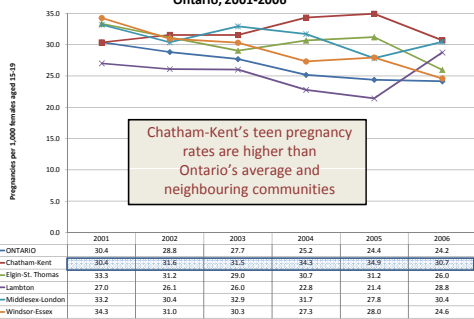 Ontario, 2001-2006
Pregnancies per 1,000 females aged 15-19
35.0
30.0
25.0
20.0
15.0
10.0
5.0
0.0
Chatham-Kent's teen pregnancy
rates are higher than
Ontario's average and
neighbouring communities
2001 2002 2003 2004 2005 2006
ONTARIO 30.4 28.8 27.7 25.2 24.4 24.2
Chatham-Kent 30.4 31.6 31.5 34.3 34.9 30.7
Elgin-St. Thomas 33.3 31.2 29.0 30.7 31.2 26.0
Lambton 27.0 26.1 26.0 22.8 21.4 28.8
Middlesex-London 33.2 30.4 32.9 31.7 27.8 30.4
Windsor-Essex 34.3 31.0 30.3 27.3 28.0 24.6